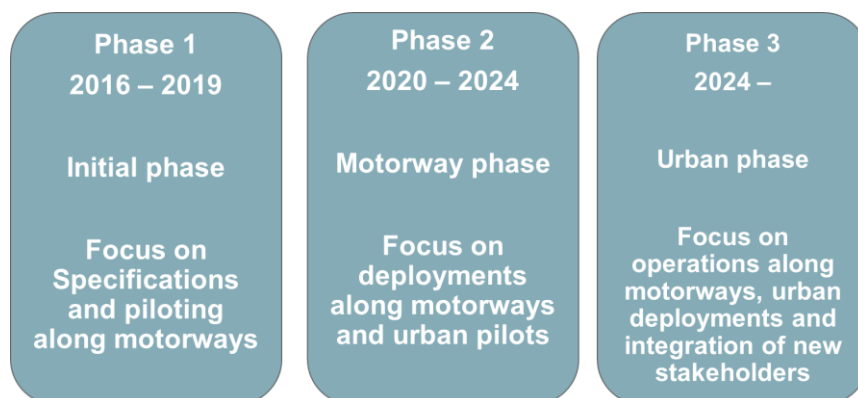 Phase 1
2016 – 2019
Initial phase
Focus on
Specifications
and piloting
along motorways
Phase 2
2020 – 2024
Motorway phase
Focus on
deployments
along motorways
and urban pilots
Phase 3
2024 –
Urban phase
Focus on
operations along
motorways, urban
deployments and
integration of new
stakeholders